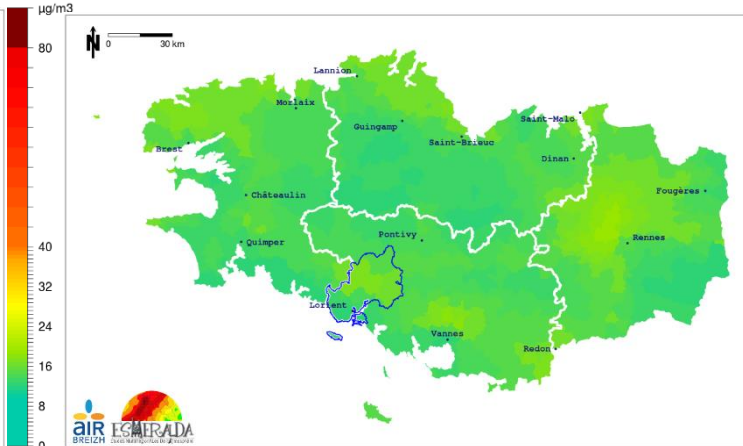 µg/m3
80
40
32
24
16
8
0
N
0 30 km
Lannion
Morlaix
Saint-Malo
Guingamp
Saint-Brieuc
Brest
Dinan
Fougères
Châteaulin
Pontivy
Rennes
Quimper
Lorient
Vannes
Redon
aiR
BREIZH
ESMERALDA